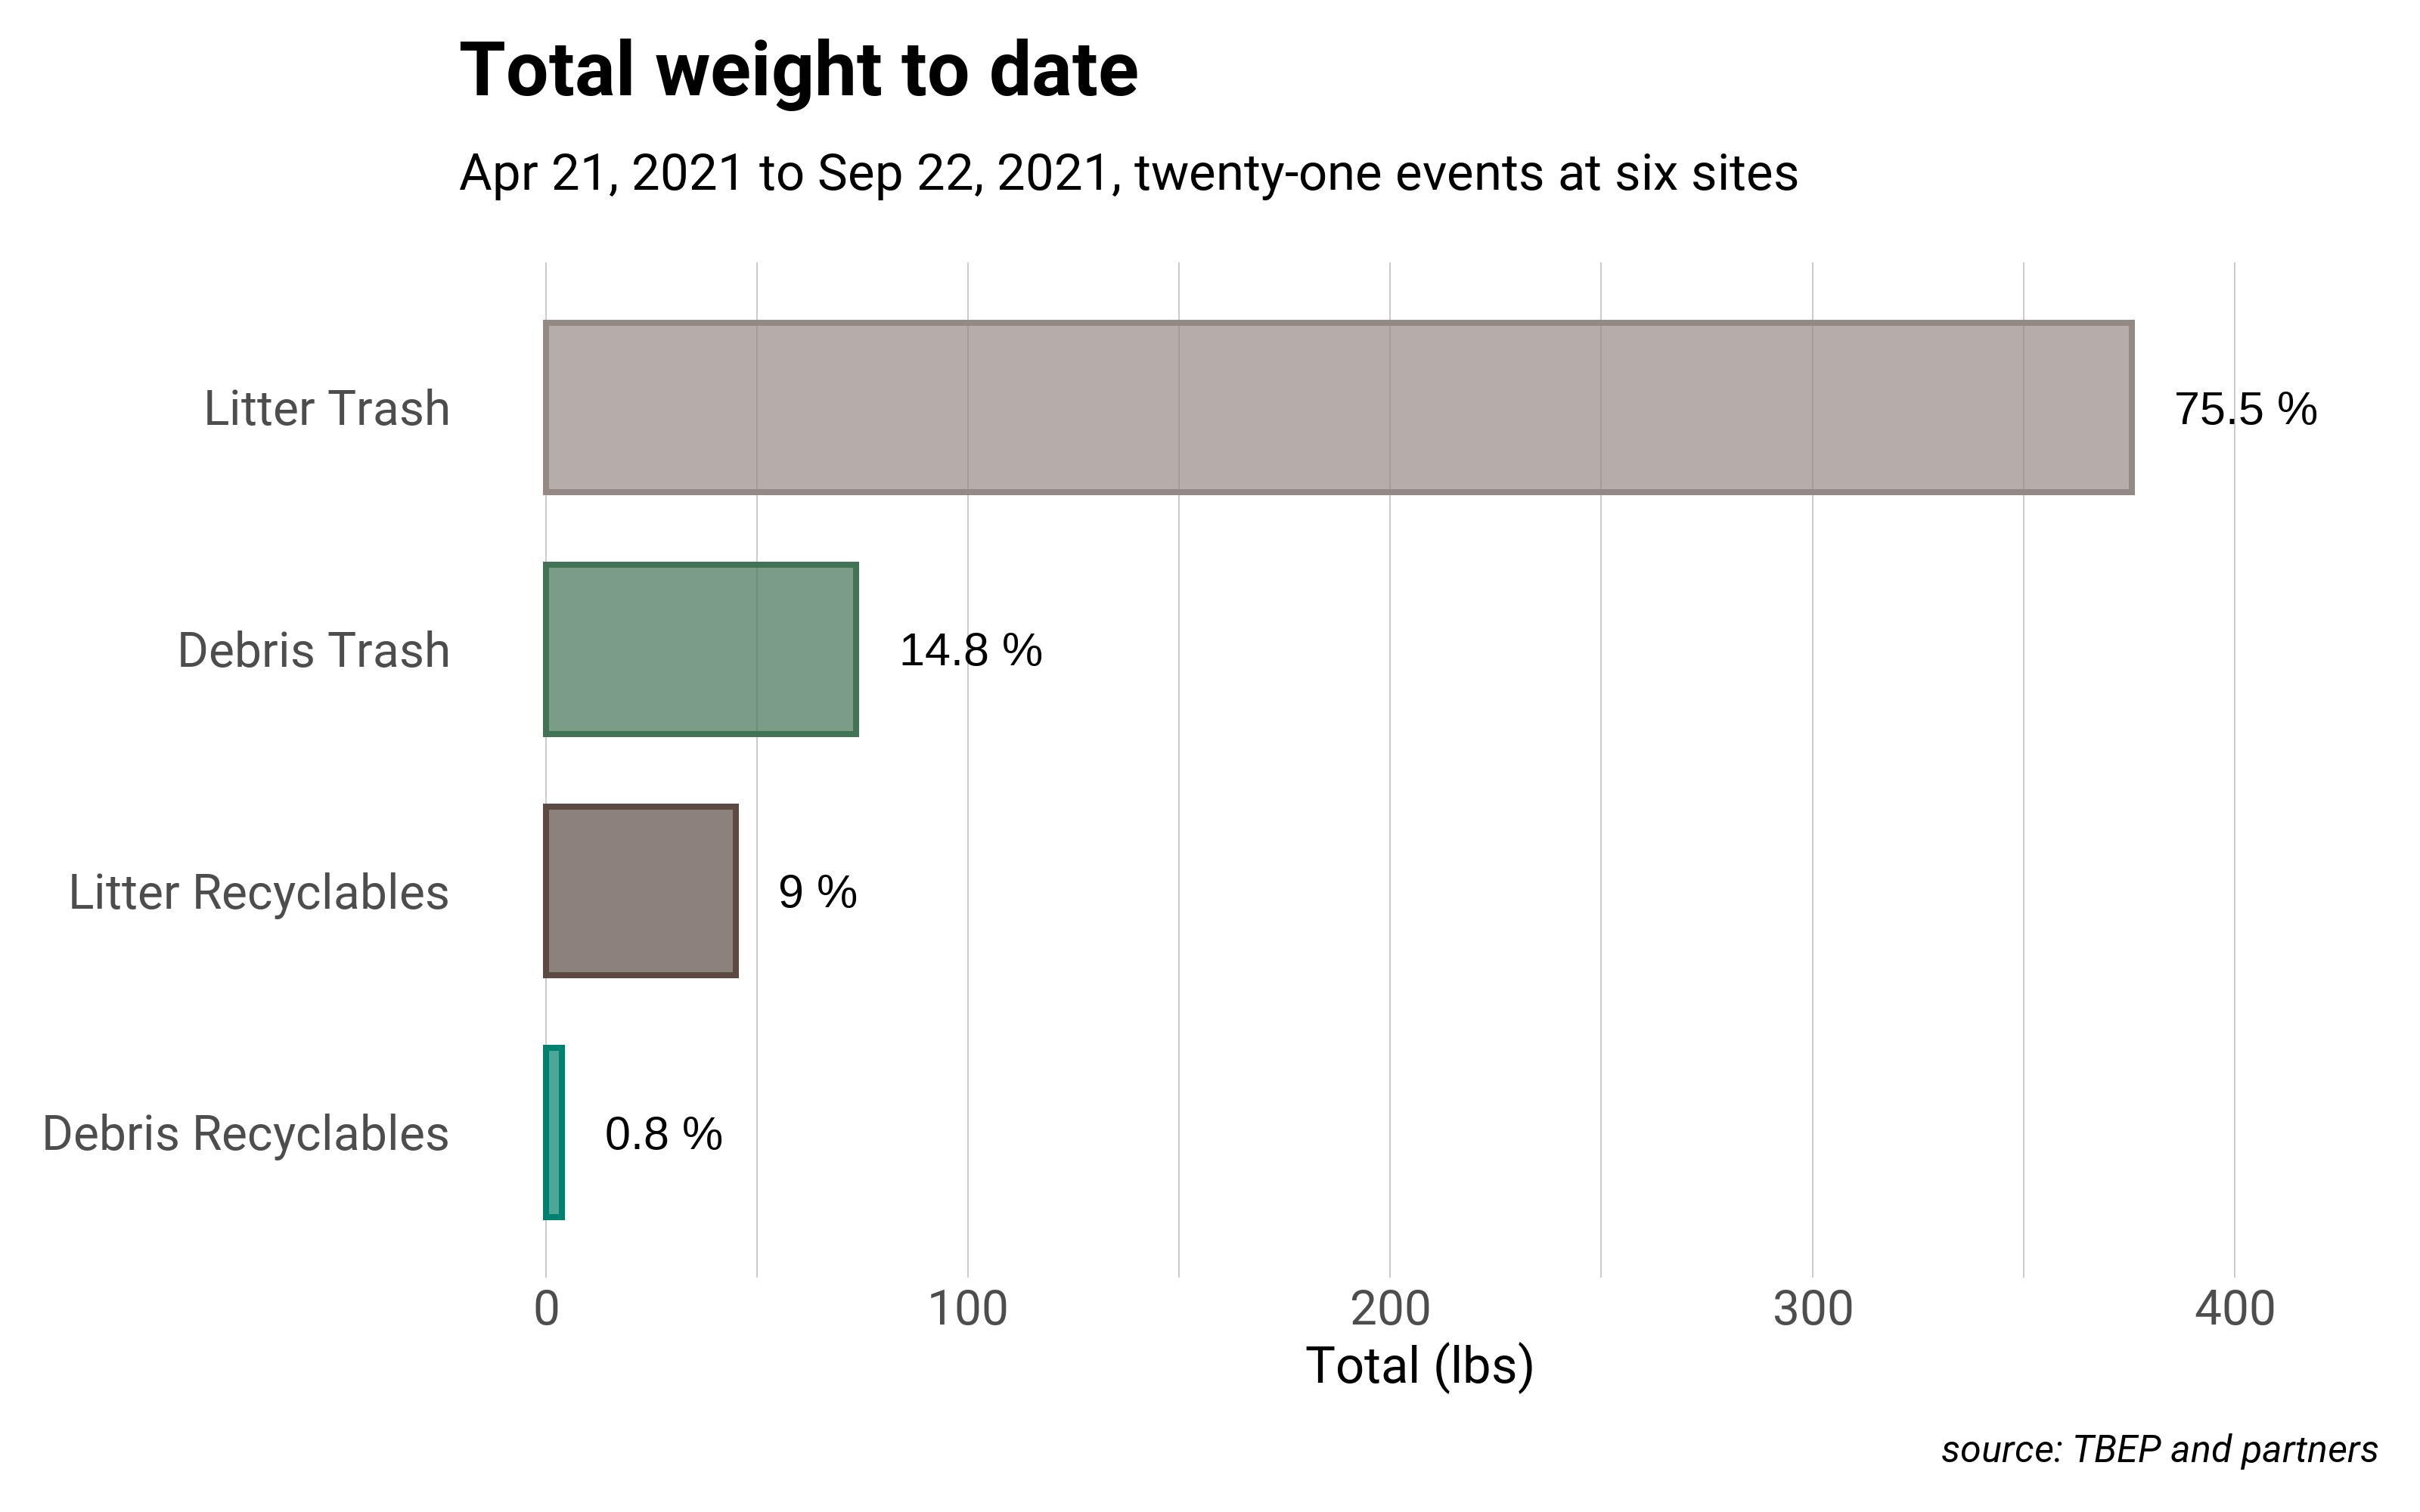 Total weight to date
Apr 21, 2021 to Sep 22, 2021, twenty-one events at six sites
Litter Trash
75.5 %
Debris Trash
14.8 %
Litter Recyclables
9 %
Debris Recyclables
0.8 %
0 100 200 300 400
Total (lbs)
source: TBEP and partners